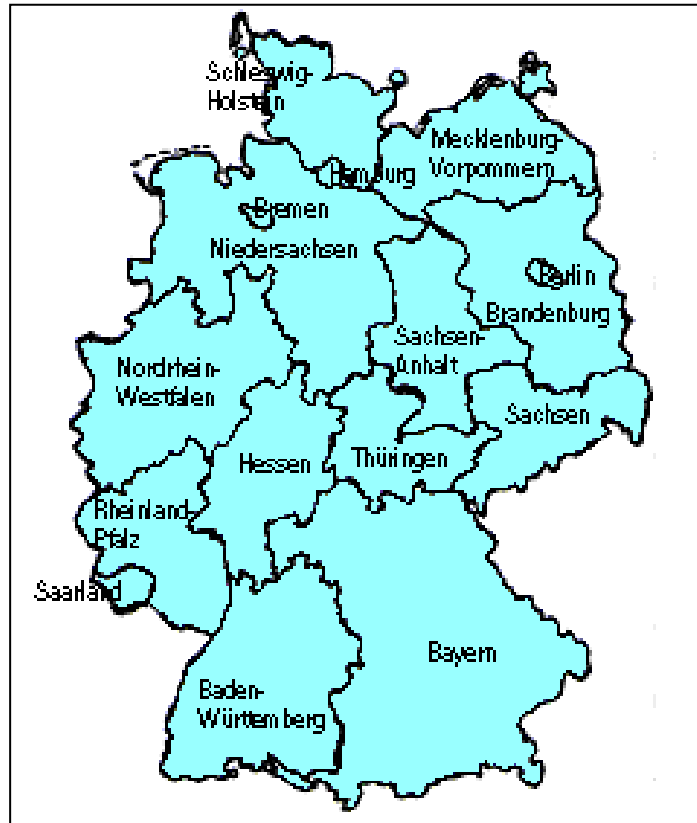 Schleswig-
Holstein
Mecklenburg-
Vorpommern
Hamburg
Bremen
Niedersachsen
Berlin
Brandenburg
Sachsen-
Anhalt
Nordrhein-
Westfalen
Sachsen
Hessen
Thüringen
Rheinland-
Pfalz
Saarland
Bayern
Baden-
Württemberg